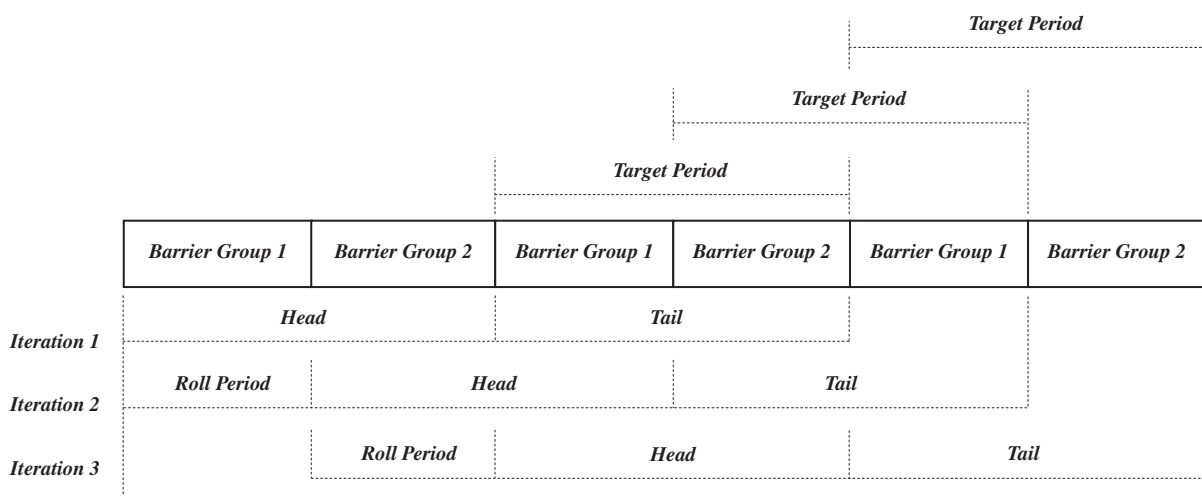 Target Period
Target Period
Target Period
Barrier Group 1 Barrier Group 2 Barrier Group 1 Barrier Group 2 Barrier Group 1 Barrier Group 2
Head Tail
Iteration 1
Roll Period Head Tail
Iteration 2
Roll Period Head Tail
Iteration 3